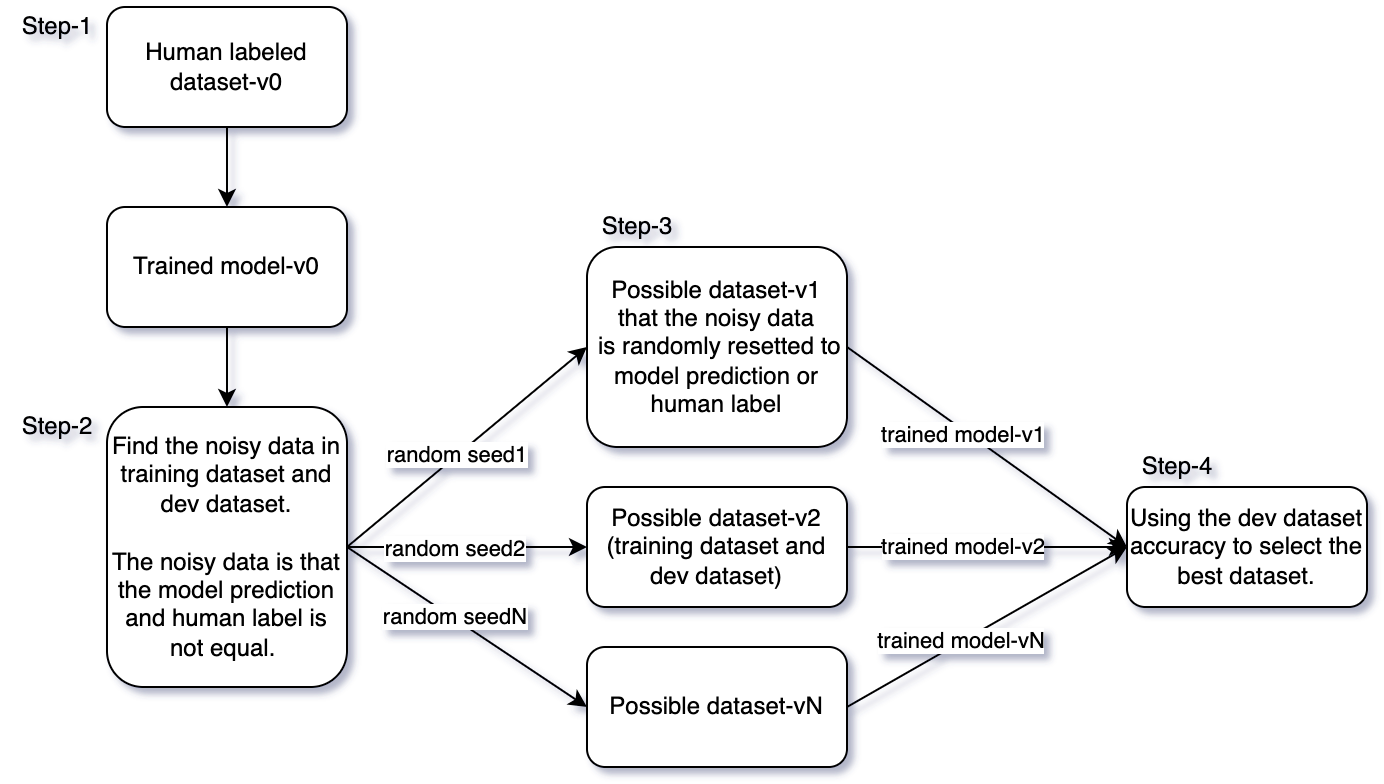 Step-1
Human labeled
dataset-v0
Trained model-v0
Step-2
Find the noisy data in
training dataset and
dev dataset.
The noisy data is that
the model prediction
and human label is
not equal.
random seed1
random seed2
random seedN
Step-3
Possible dataset-v1
that the noisy data
is randomly resetted to
model prediction or
human label
Possible dataset-v2
(training dataset and
dev dataset)
Possible dataset-vN
trained model-v1
trained model-v2
trained model-vN
Step-4
Using the dev dataset
accuracy to select the
best dataset.